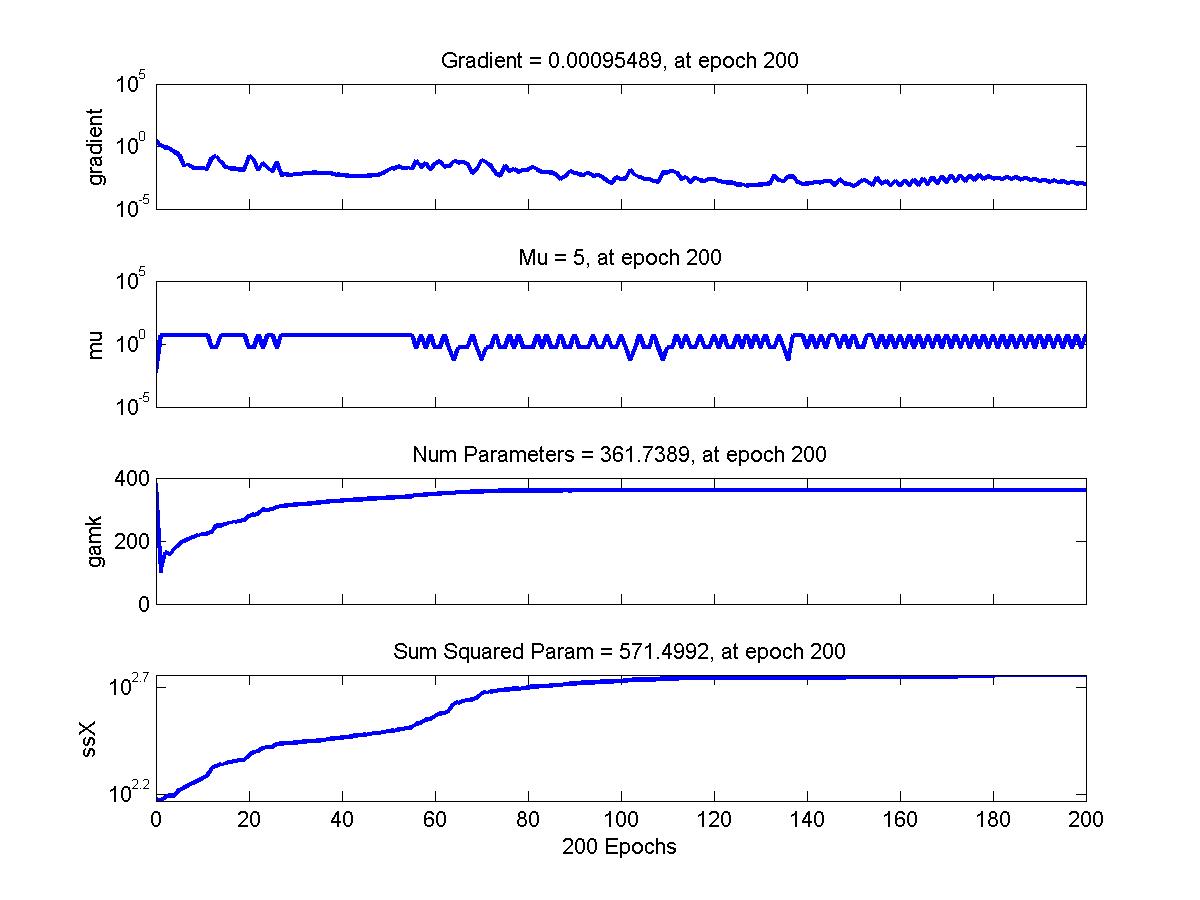 Gradient = 0.00095489, at epoch 200
10^5
10^0
10^-5
gradient
Mu = 5, at epoch 200
10^5
10^0
10^-5
mu
Num Parameters = 361.7389, at epoch 200
400
200
0
gamk
Sum Squared Param = 571.4992, at epoch 200
10^2.7
10^2.2
ssX
0 20 40 60 80 100 120 140 160 180 200
200 Epochs